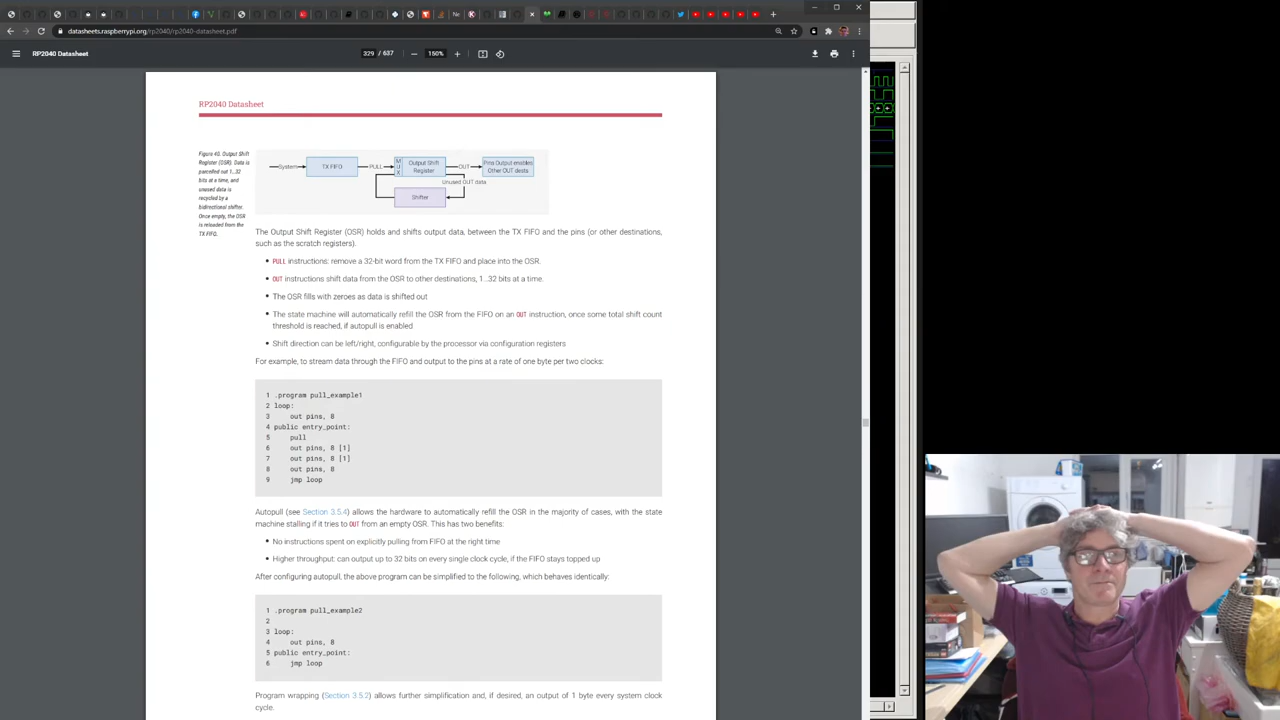 datasheets.raspberrypi.org/rp2040/rp2040-datasheet.pdf
RP2040 Datasheet
329 / 637
150%
RP2040 Datasheet
Figure 40. Output Shift
Register (OSR). Data is
parcelled out 1...32
bits at a time, and
unused data is
recycled by a
bidirectional shifter.
Once empty, the OSR
is reloaded from the
TX FIFO.
System
TX FIFO
PULL
M
X
Output Shift
Register
OUT
Pins Output enables
Other OUT dests
Unused OUT data
Shifter
The Output Shift Register (OSR) holds and shifts output data, between the TX FIFO and the pins (or other destinations,
such as the scratch registers).
• PULL instructions: remove a 32-bit word from the TX FIFO and place into the OSR.
• OUT instructions shift data from the OSR to other destinations, 1...32 bits at a time.
• The OSR fills with zeroes as data is shifted out
• The state machine will automatically refill the OSR from the FIFO on an OUT instruction, once some total shift count
threshold is reached, if autopull is enabled
• Shift direction can be left/right, configurable by the processor via configuration registers
For example, to stream data through the FIFO and output to the pins at a rate of one byte per two clocks:
1 .program pull_example1
2 loop:
3 out pins, 8
4 public entry_point:
5 pull
6 out pins, 8 [1]
7 out pins, 8 [1]
8 out pins, 8
9 jmp loop
Autopull (see Section 3.5.4) allows the hardware to automatically refill the OSR in the majority of cases, with the state
machine stalling if it tries to OUT from an empty OSR. This has two benefits:
• No instructions spent on explicitly pulling from FIFO at the right time
• Higher throughput: can output up to 32 bits on every single clock cycle, if the FIFO stays topped up
After configuring autopull, the above program can be simplified to the following, which behaves identically:
1 .program pull_example2
2
3 loop:
4 out pins, 8
5 public entry_point:
6 jmp loop
Program wrapping (Section 3.5.2) allows further simplification and, if desired, an output of 1 byte every system clock
cycle.